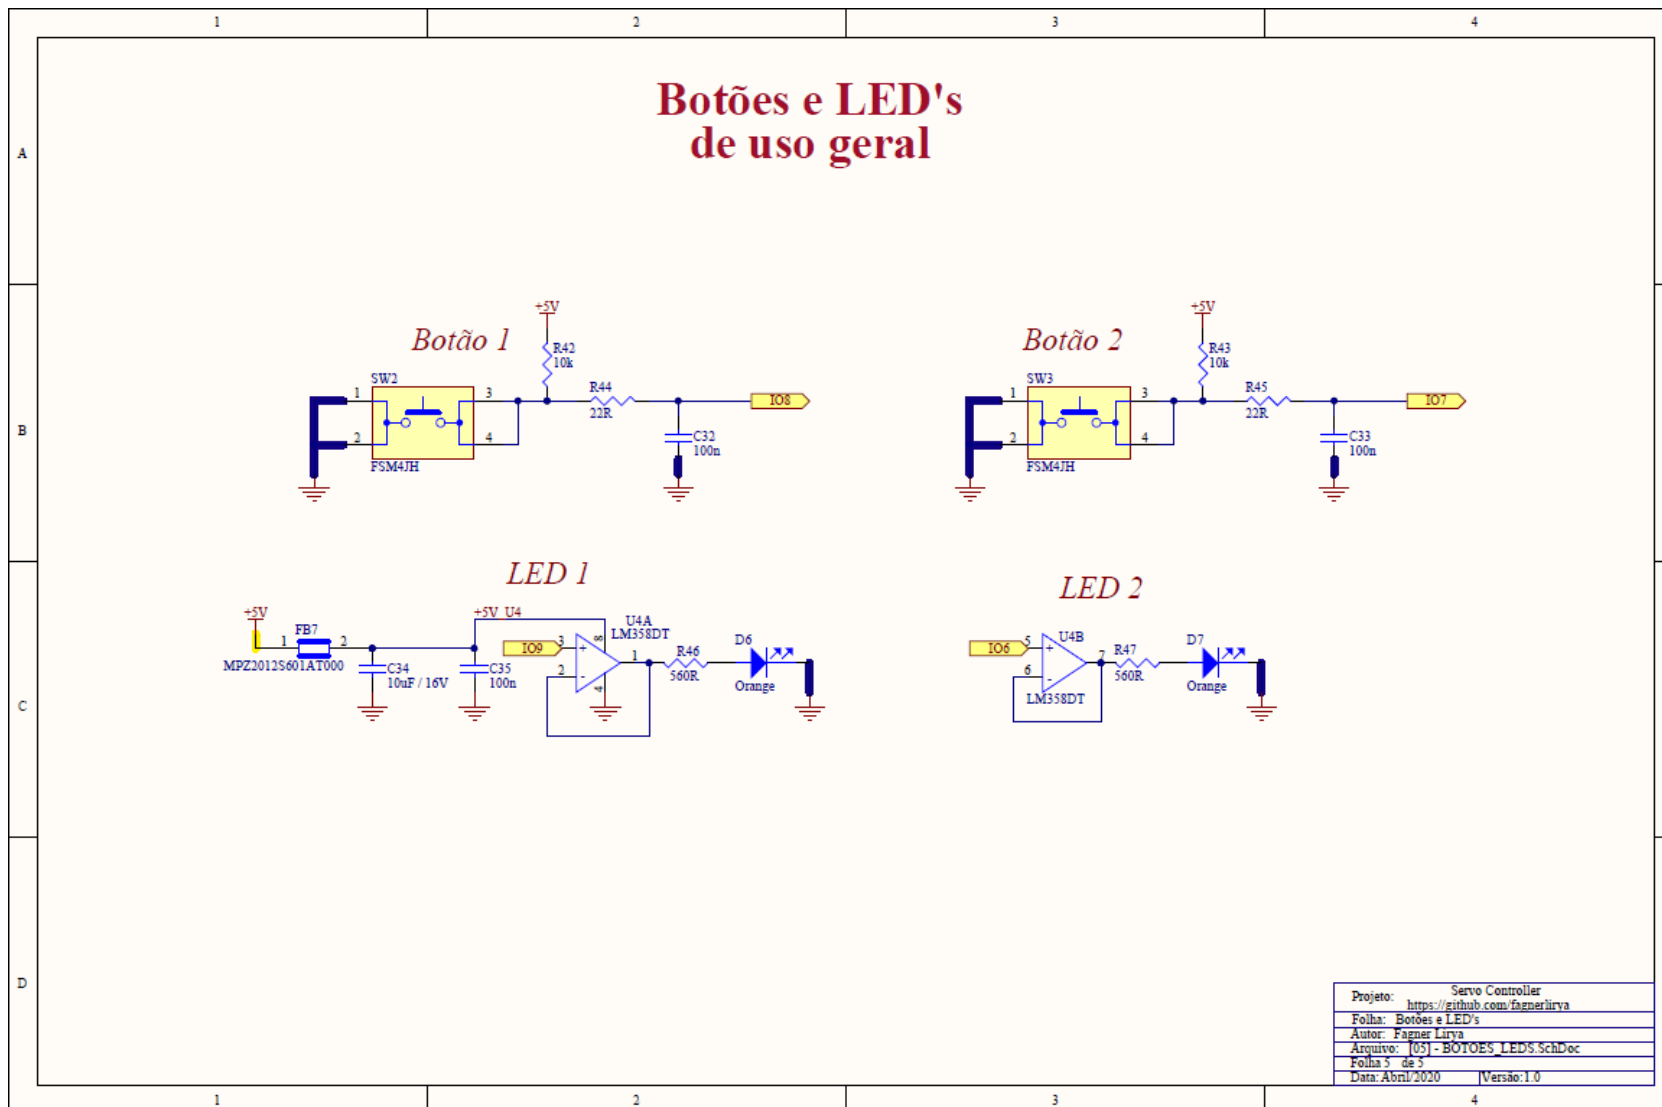 1 2 3 4
Botões e LED's
de uso geral
A
B
C
D
Botão 1
+5V
R42
10k
SW2
1
2
3
4
FSM4JH
R44
22R
IO8
C32
100n
Botão 2
+5V
R43
10k
SW3
1
2
3
4
FSM4JH
R45
22R
IO7
C33
100n
LED 1
+5V
FB7
1
2
MPZ2012S601AT000
C34
10uF / 16V
+5V_U4
C35
100n
IO9
U4A
LM358DT
3
+
2
-
8
4
1
R46
560R
D6
Orange
LED 2
IO6
U4B
5
+
6
-
7
LM358DT
R47
560R
D7
Orange
Projeto: Servo Controller
https://github.com/fagnerlirya
Folha: Botões e LED's
Autor: Fagner Lirya
Arquivo: [05] - BOTOES_LEDS.SchDoc
Folha 5 de 5
Data: Abril/2020 Versão:1.0
1 2 3 4